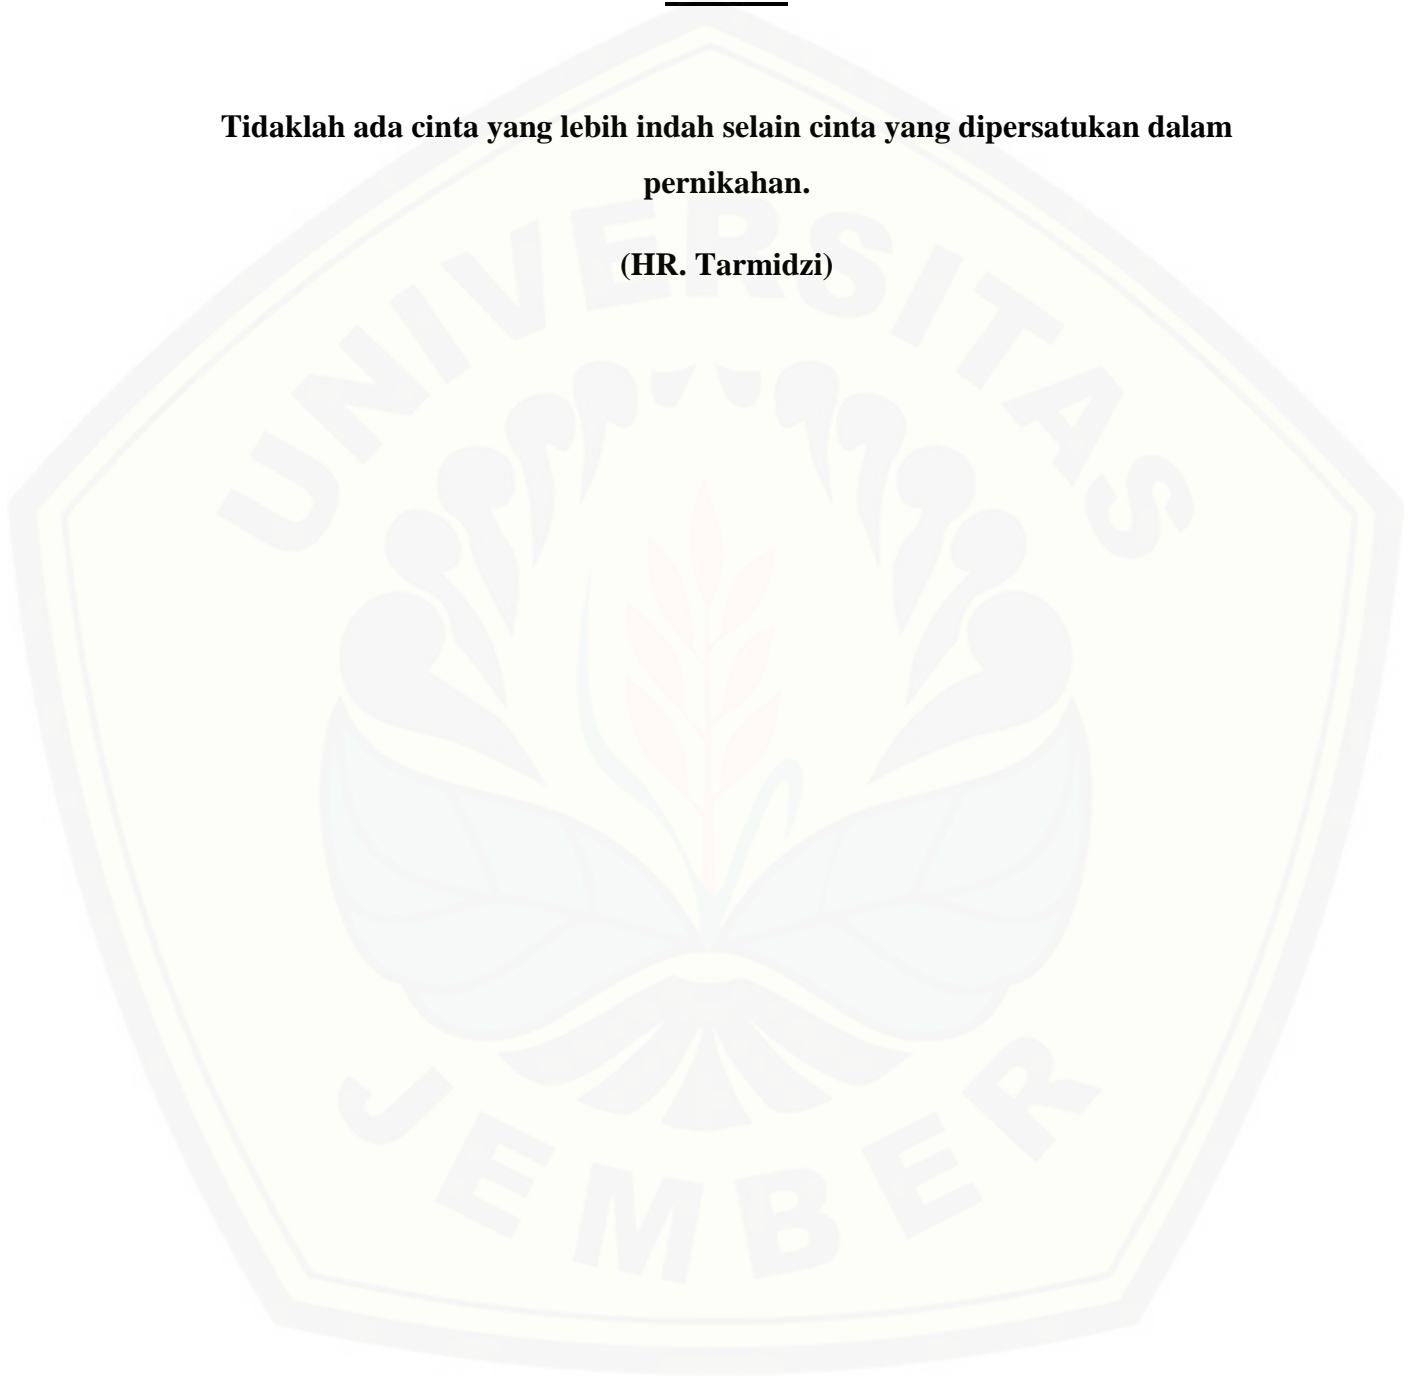 Tidaklah ada cinta yang lebih indah selain cinta yang dipersatukan dalam
pernikahan.
(HR. Tarmidzi)
UNIVERSITAS
JEMBER